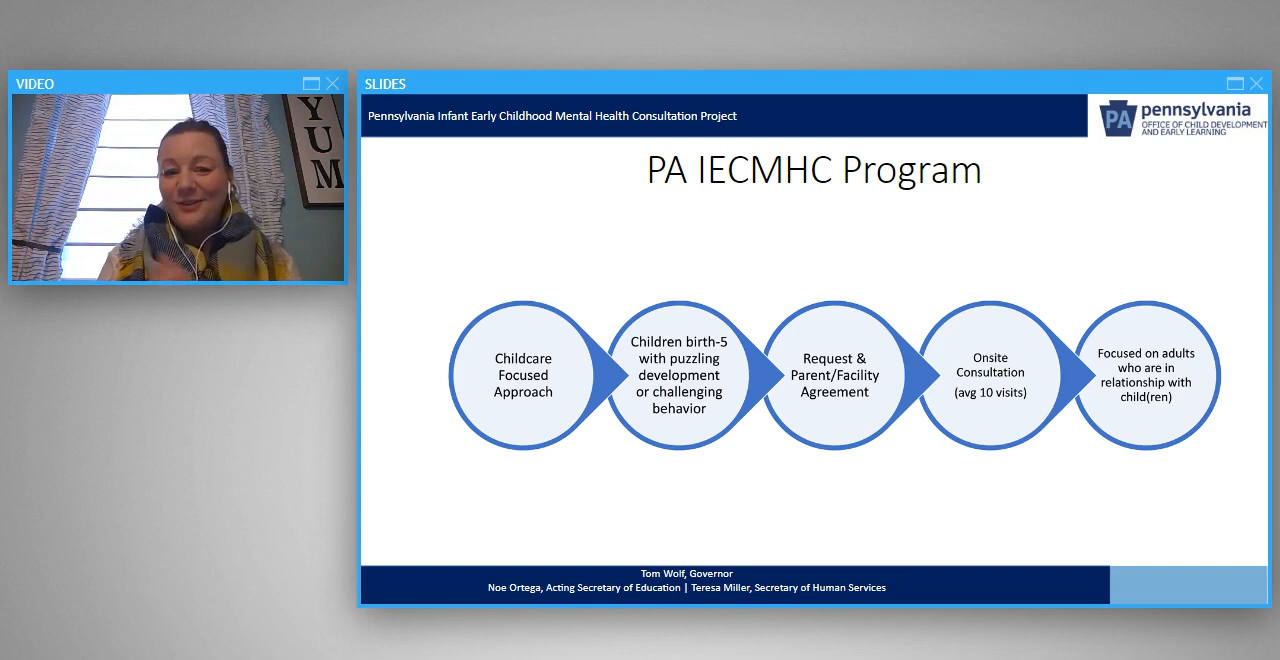 VIDEO
YUM
SLIDES
Pennsylvania Infant Early Childhood Mental Health Consultation Project
PA
pennsylvania
OFFICE OF CHILD DEVELOPMENT
AND EARLY LEARNING
PA IECMHC Program
Childcare
Focused
Approach
Children birth-5
with puzzling
development
or challenging
behavior
Request &
Parent/Facility
Agreement
Onsite
Consultation
(avg 10 visits)
Focused on adults
who are in
relationship with
child(ren)
Tom Wolf, Governor
Noe Ortega, Acting Secretary of Education | Teresa Miller, Secretary of Human Services